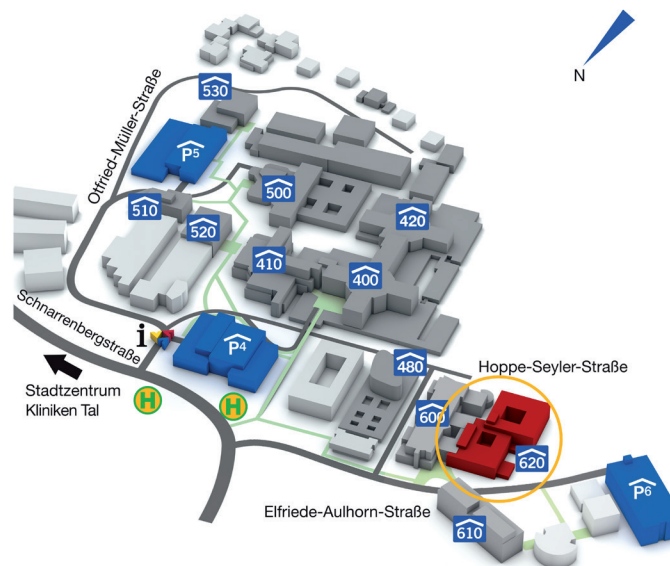 N
530
Otfried-Müller-Straße
P5
500
510
520
420
410
400
Schnarrenbergstraße
i
P4
Stadtzentrum
Kliniken Tal
H
H
480
Hoppe-Seyler-Straße
600
620
P6
Elfriede-Aulhorn-Straße
610